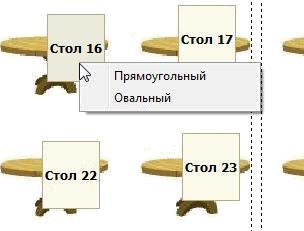 Стол 16
Стол 17
Прямоугольный
Овальный
Стол 22
Стол 23